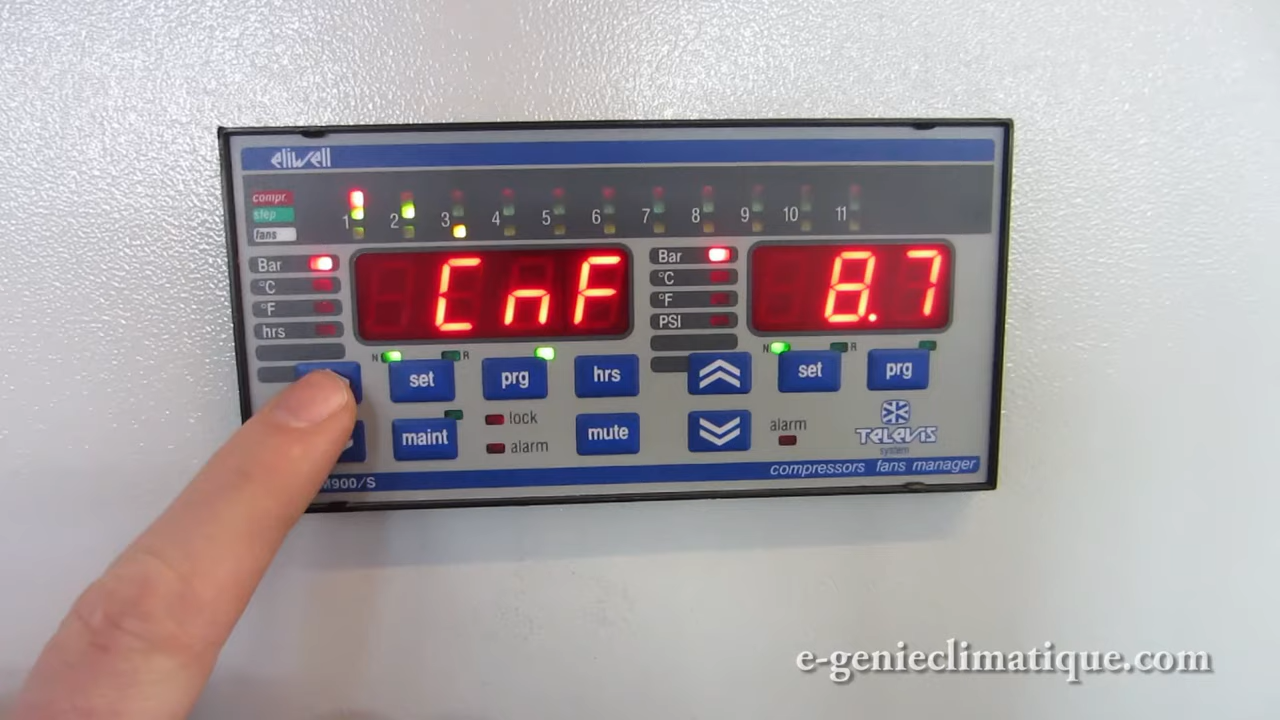 eliwell
compr.
step
fans
1 2 3 4 5 6 7 8 9 10 11
Bar
°C
°F
hrs
CnF
Bar
°C
°F
PSI
8.7
N R
set prg hrs
N R
set prg
maint
lock
alarm
mute
alarm
TELEVIS
system
M900/S
compressors fans manager
e-genieclimatique.com